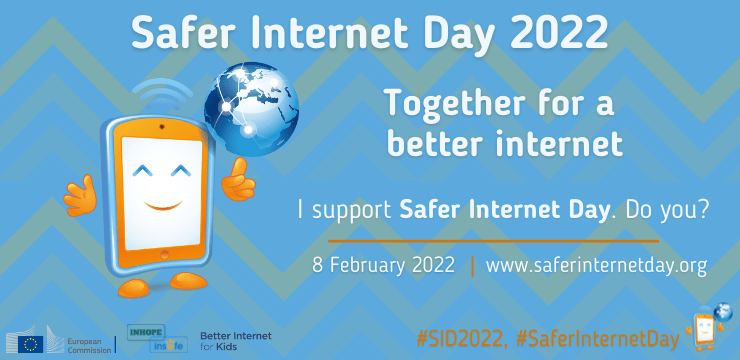 Safer Internet Day 2022
Together for a
better internet
I support Safer Internet Day. Do you?
8 February 2022 | www.saferinternetday.org
European
Commission
INHOPE
insafe
Better Internet
for Kids
#SID2022, #SaferInternetDay